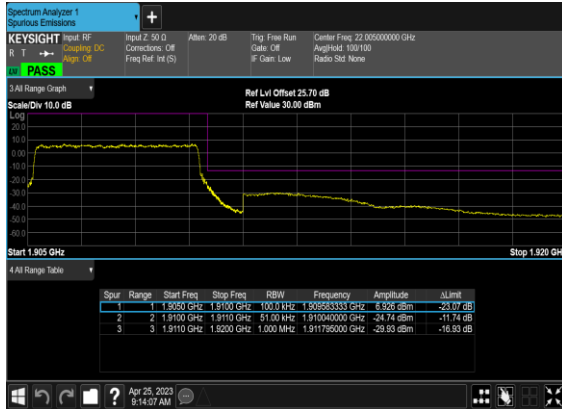 Spectrum Analyzer 1
Spurious Emissions
+
KEYSIGHT Input: RF Input Z: 50 Ω Atten: 20 dB Trig: Free Run Center Freq: 22.005000000 GHz
R T Coupling: DC Corrections: Off Gate: Off Avg|Hold: 100/100
Align: Off Freq Ref: Int (S) IF Gain: Low Radio Std: None
PASS
3 All Range Graph
Ref Lvl Offset 25.70 dB
Scale/Div 10.0 dB Ref Value 30.00 dBm
Log
20.0
10.0
0.00
-10.0
-20.0
-30.0
-40.0
-50.0
-60.0
Start 1.905 GHz Stop 1.920 GH
4 All Range Table
Spur Range Start Freq Stop Freq RBW Frequency Amplitude ΔLimit
1 1 1.9050 GHz 1.9100 GHz 100.0 kHz 1.909583333 GHz 6.926 dBm -23.07 dB
2 2 1.9100 GHz 1.9110 GHz 51.00 kHz 1.910040000 GHz -24.74 dBm -11.74 dB
3 3 1.9110 GHz 1.9200 GHz 1.000 MHz 1.911795000 GHz -29.93 dBm -16.93 dB
? Apr 25, 2023
9:14:07 AM